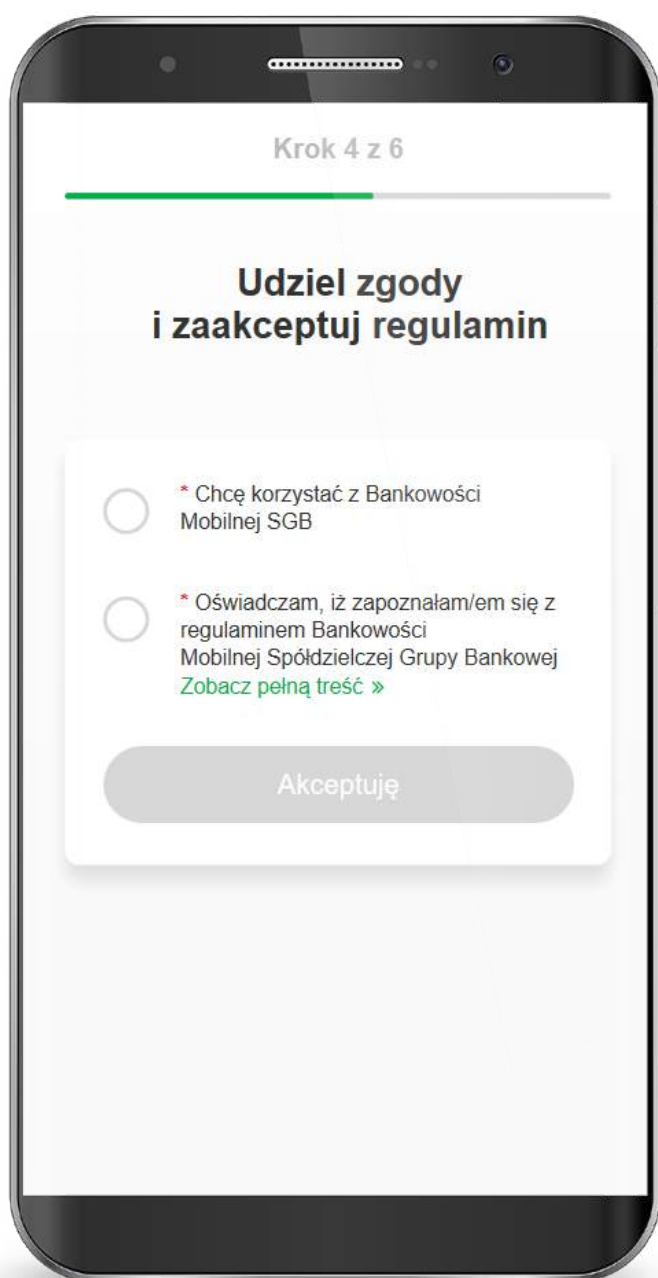 Krok 4 z 6
Udziel zgody
i zaakceptuj regulamin
* Chcę korzystać z Bankowości
Mobilnej SGB
* Oświadczam, iż zapoznałam/em się z
regulaminem Bankowości
Mobilnej Spółdzielczej Grupy Bankowej
Zobacz pełną treść »
Akceptuję